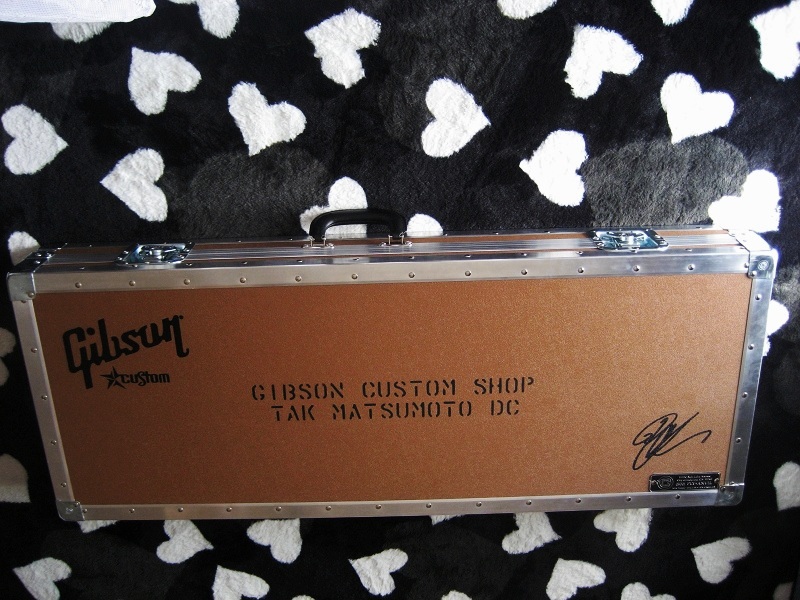 Gibson
CUSTOM
GIBSON CUSTOM SHOP
TAK MATSUMOTO DC